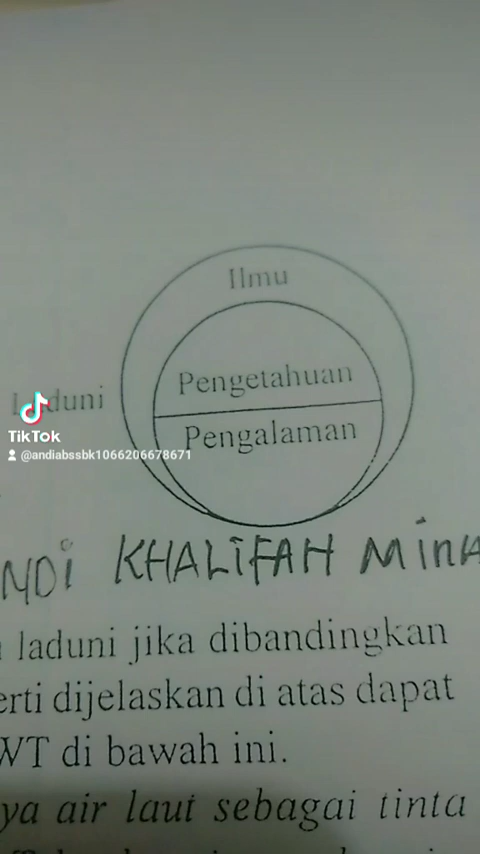 Ilmu
Laduni
Pengetahuan
Pengalaman
TikTok
@andiabssbk1066206678671
NDi KHALiFAH MiNA
laduni jika dibandingkan
erti dijelaskan di atas dapat
WT di bawah ini.
ya air laut sebagai tinta